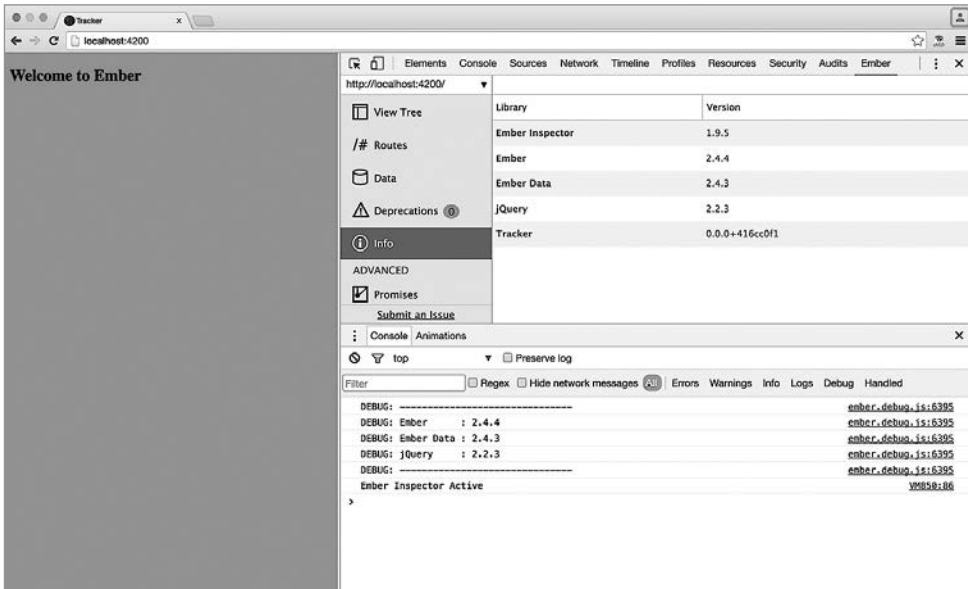 Tracker
localhost:4200
Welcome to Ember
Elements Console Sources Network Timeline Profiles Resources Security Audits Ember
http://localhost:4200/
View Tree
/# Routes
Data
Deprecations 0
Info
ADVANCED
Promises
Submit an Issue
Library Version
Ember Inspector 1.9.5
Ember 2.4.4
Ember Data 2.4.3
jQuery 2.2.3
Tracker 0.0.0+416cc0f1
Console Animations
top Preserve log
Filter Regex Hide network messages All Errors Warnings Info Logs Debug Handled
DEBUG: ------------------------------- ember.debug.js:6395
DEBUG: Ember : 2.4.4 ember.debug.js:6395
DEBUG: Ember Data : 2.4.3 ember.debug.js:6395
DEBUG: jQuery : 2.2.3 ember.debug.js:6395
DEBUG: ------------------------------- ember.debug.js:6395
Ember Inspector Active VM850:86
>